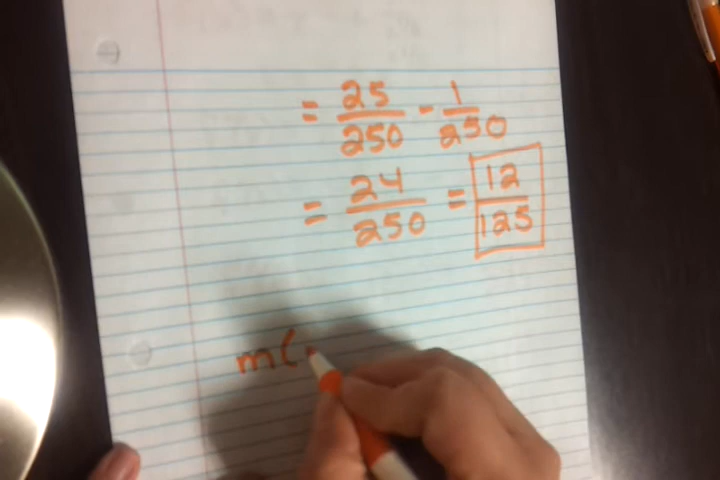 = 25/250 - 1/250
= 24/250 = 12/125
m(